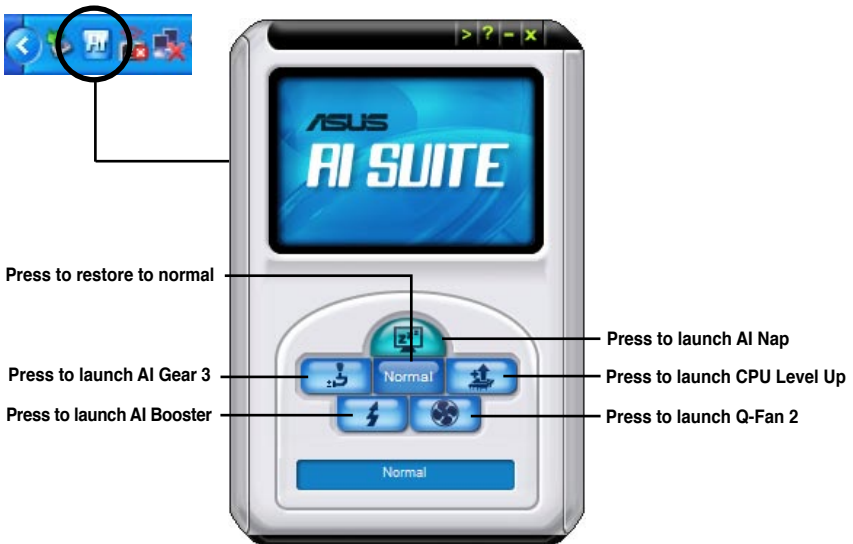 > ? - x
ASUS
AI SUITE
Press to restore to normal
Press to launch AI Nap
Press to launch AI Gear 3
Normal
Press to launch CPU Level Up
Press to launch AI Booster
Press to launch Q-Fan 2
Normal